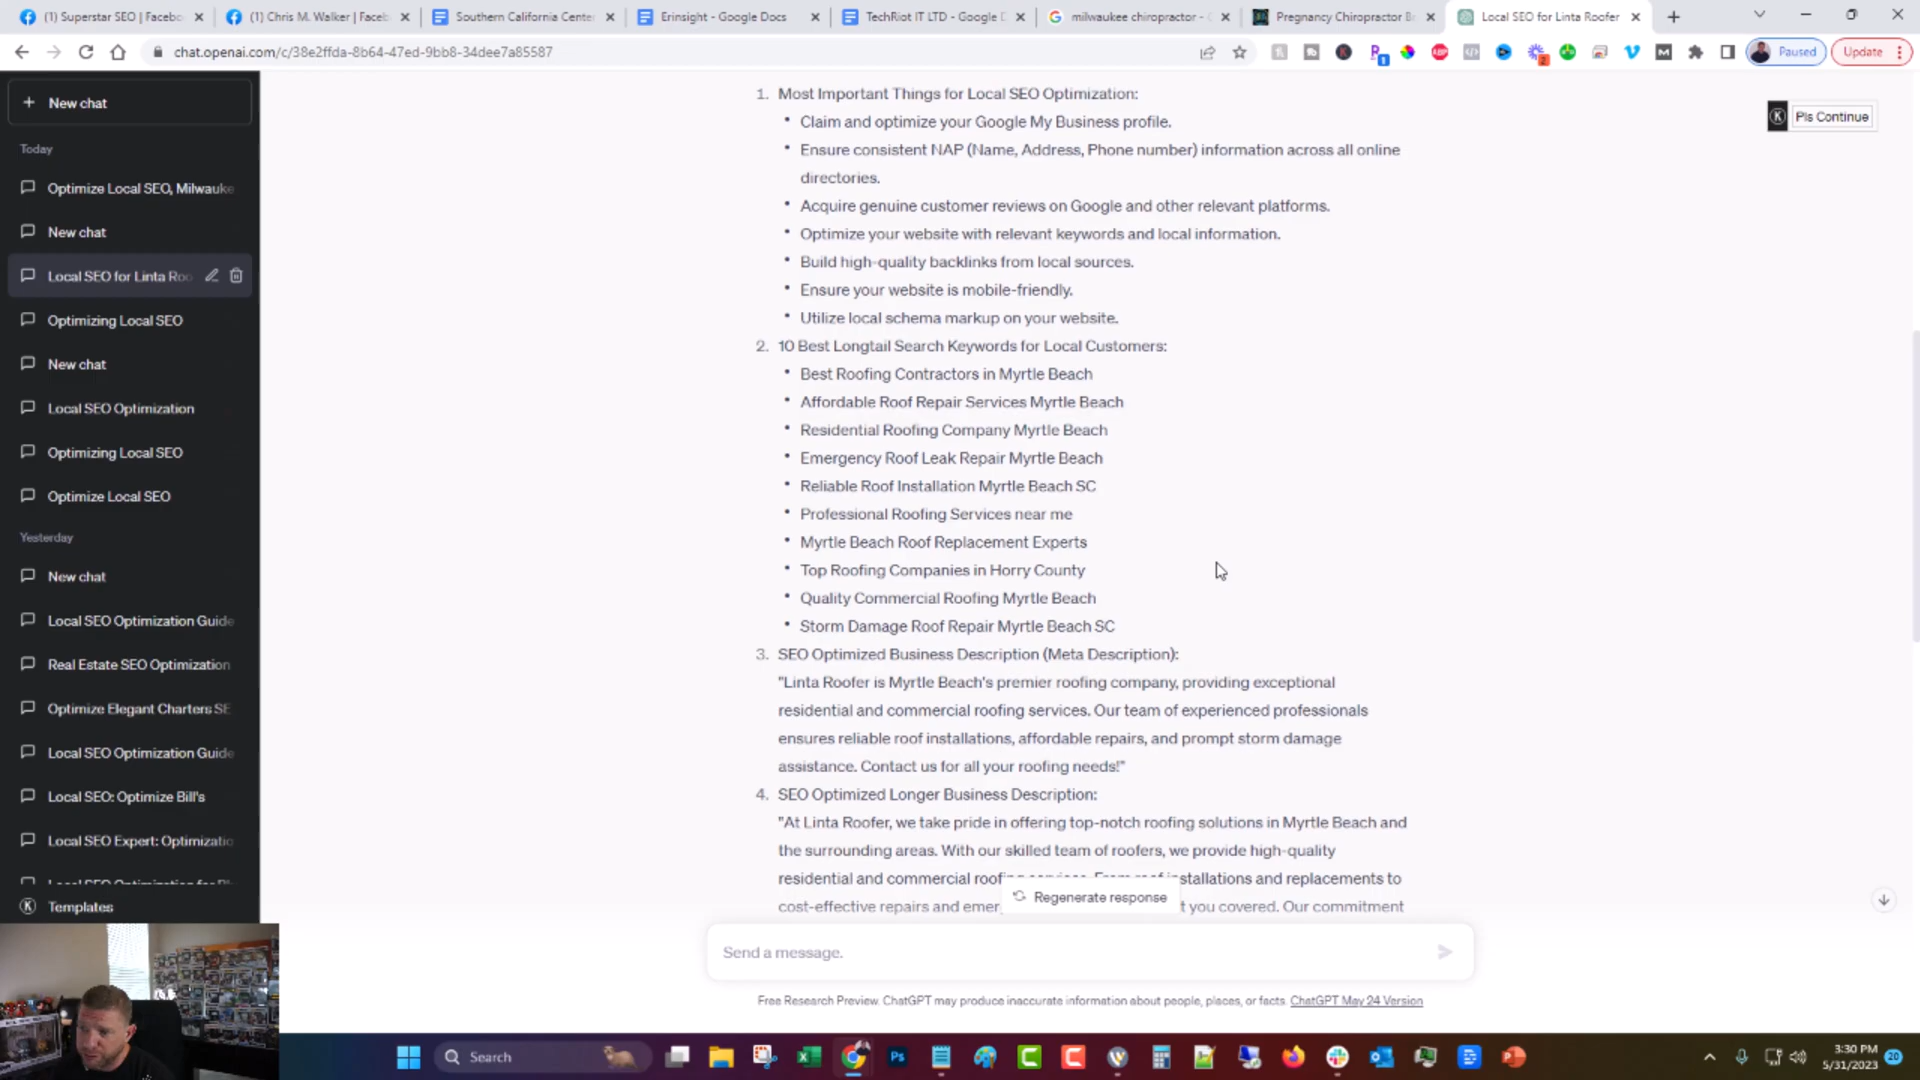 (1) Superstar SEO | Facebo
(1) Chris M. Walker | Faceb
Southern California Center
Erinsight - Google Docs
TechRiot IT LTD - Google D
milwaukee chiropractor - G
Pregnancy Chiropractor B
Local SEO for Linta Roofer
chat.openai.com/c/38e2ffda-8b64-47ed-9bb8-34dee7a85587
Paused
Update
New chat
Today
Optimize Local SEO, Milwauke
New chat
Local SEO for Linta Roo
Optimizing Local SEO
New chat
Local SEO Optimization
Optimizing Local SEO
Optimize Local SEO
Yesterday
New chat
Local SEO Optimization Guide
Real Estate SEO Optimization
Optimize Elegant Charters SE
Local SEO Optimization Guide
Local SEO: Optimize Bill's
Local SEO Expert: Optimizatio
Templates
Pls Continue
1. Most Important Things for Local SEO Optimization:
• Claim and optimize your Google My Business profile.
• Ensure consistent NAP (Name, Address, Phone number) information across all online
directories.
• Acquire genuine customer reviews on Google and other relevant platforms.
• Optimize your website with relevant keywords and local information.
• Build high-quality backlinks from local sources.
• Ensure your website is mobile-friendly.
• Utilize local schema markup on your website.
2. 10 Best Longtail Search Keywords for Local Customers:
• Best Roofing Contractors in Myrtle Beach
• Affordable Roof Repair Services Myrtle Beach
• Residential Roofing Company Myrtle Beach
• Emergency Roof Leak Repair Myrtle Beach
• Reliable Roof Installation Myrtle Beach SC
• Professional Roofing Services near me
• Myrtle Beach Roof Replacement Experts
• Top Roofing Companies in Horry County
• Quality Commercial Roofing Myrtle Beach
• Storm Damage Roof Repair Myrtle Beach SC
3. SEO Optimized Business Description (Meta Description):
"Linta Roofer is Myrtle Beach's premier roofing company, providing exceptional
residential and commercial roofing services. Our team of experienced professionals
ensures reliable roof installations, affordable repairs, and prompt storm damage
assistance. Contact us for all your roofing needs!"
4. SEO Optimized Longer Business Description:
"At Linta Roofer, we take pride in offering top-notch roofing solutions in Myrtle Beach and
the surrounding areas. With our skilled team of roofers, we provide high-quality
residential and commercial roofing installations and replacements to
cost-effective repairs and emer t you covered. Our commitment
Regenerate response
Send a message.
Free Research Preview. ChatGPT may produce inaccurate information about people, places, or facts. ChatGPT May 24 Version
Search
3:30 PM
5/31/2023
20